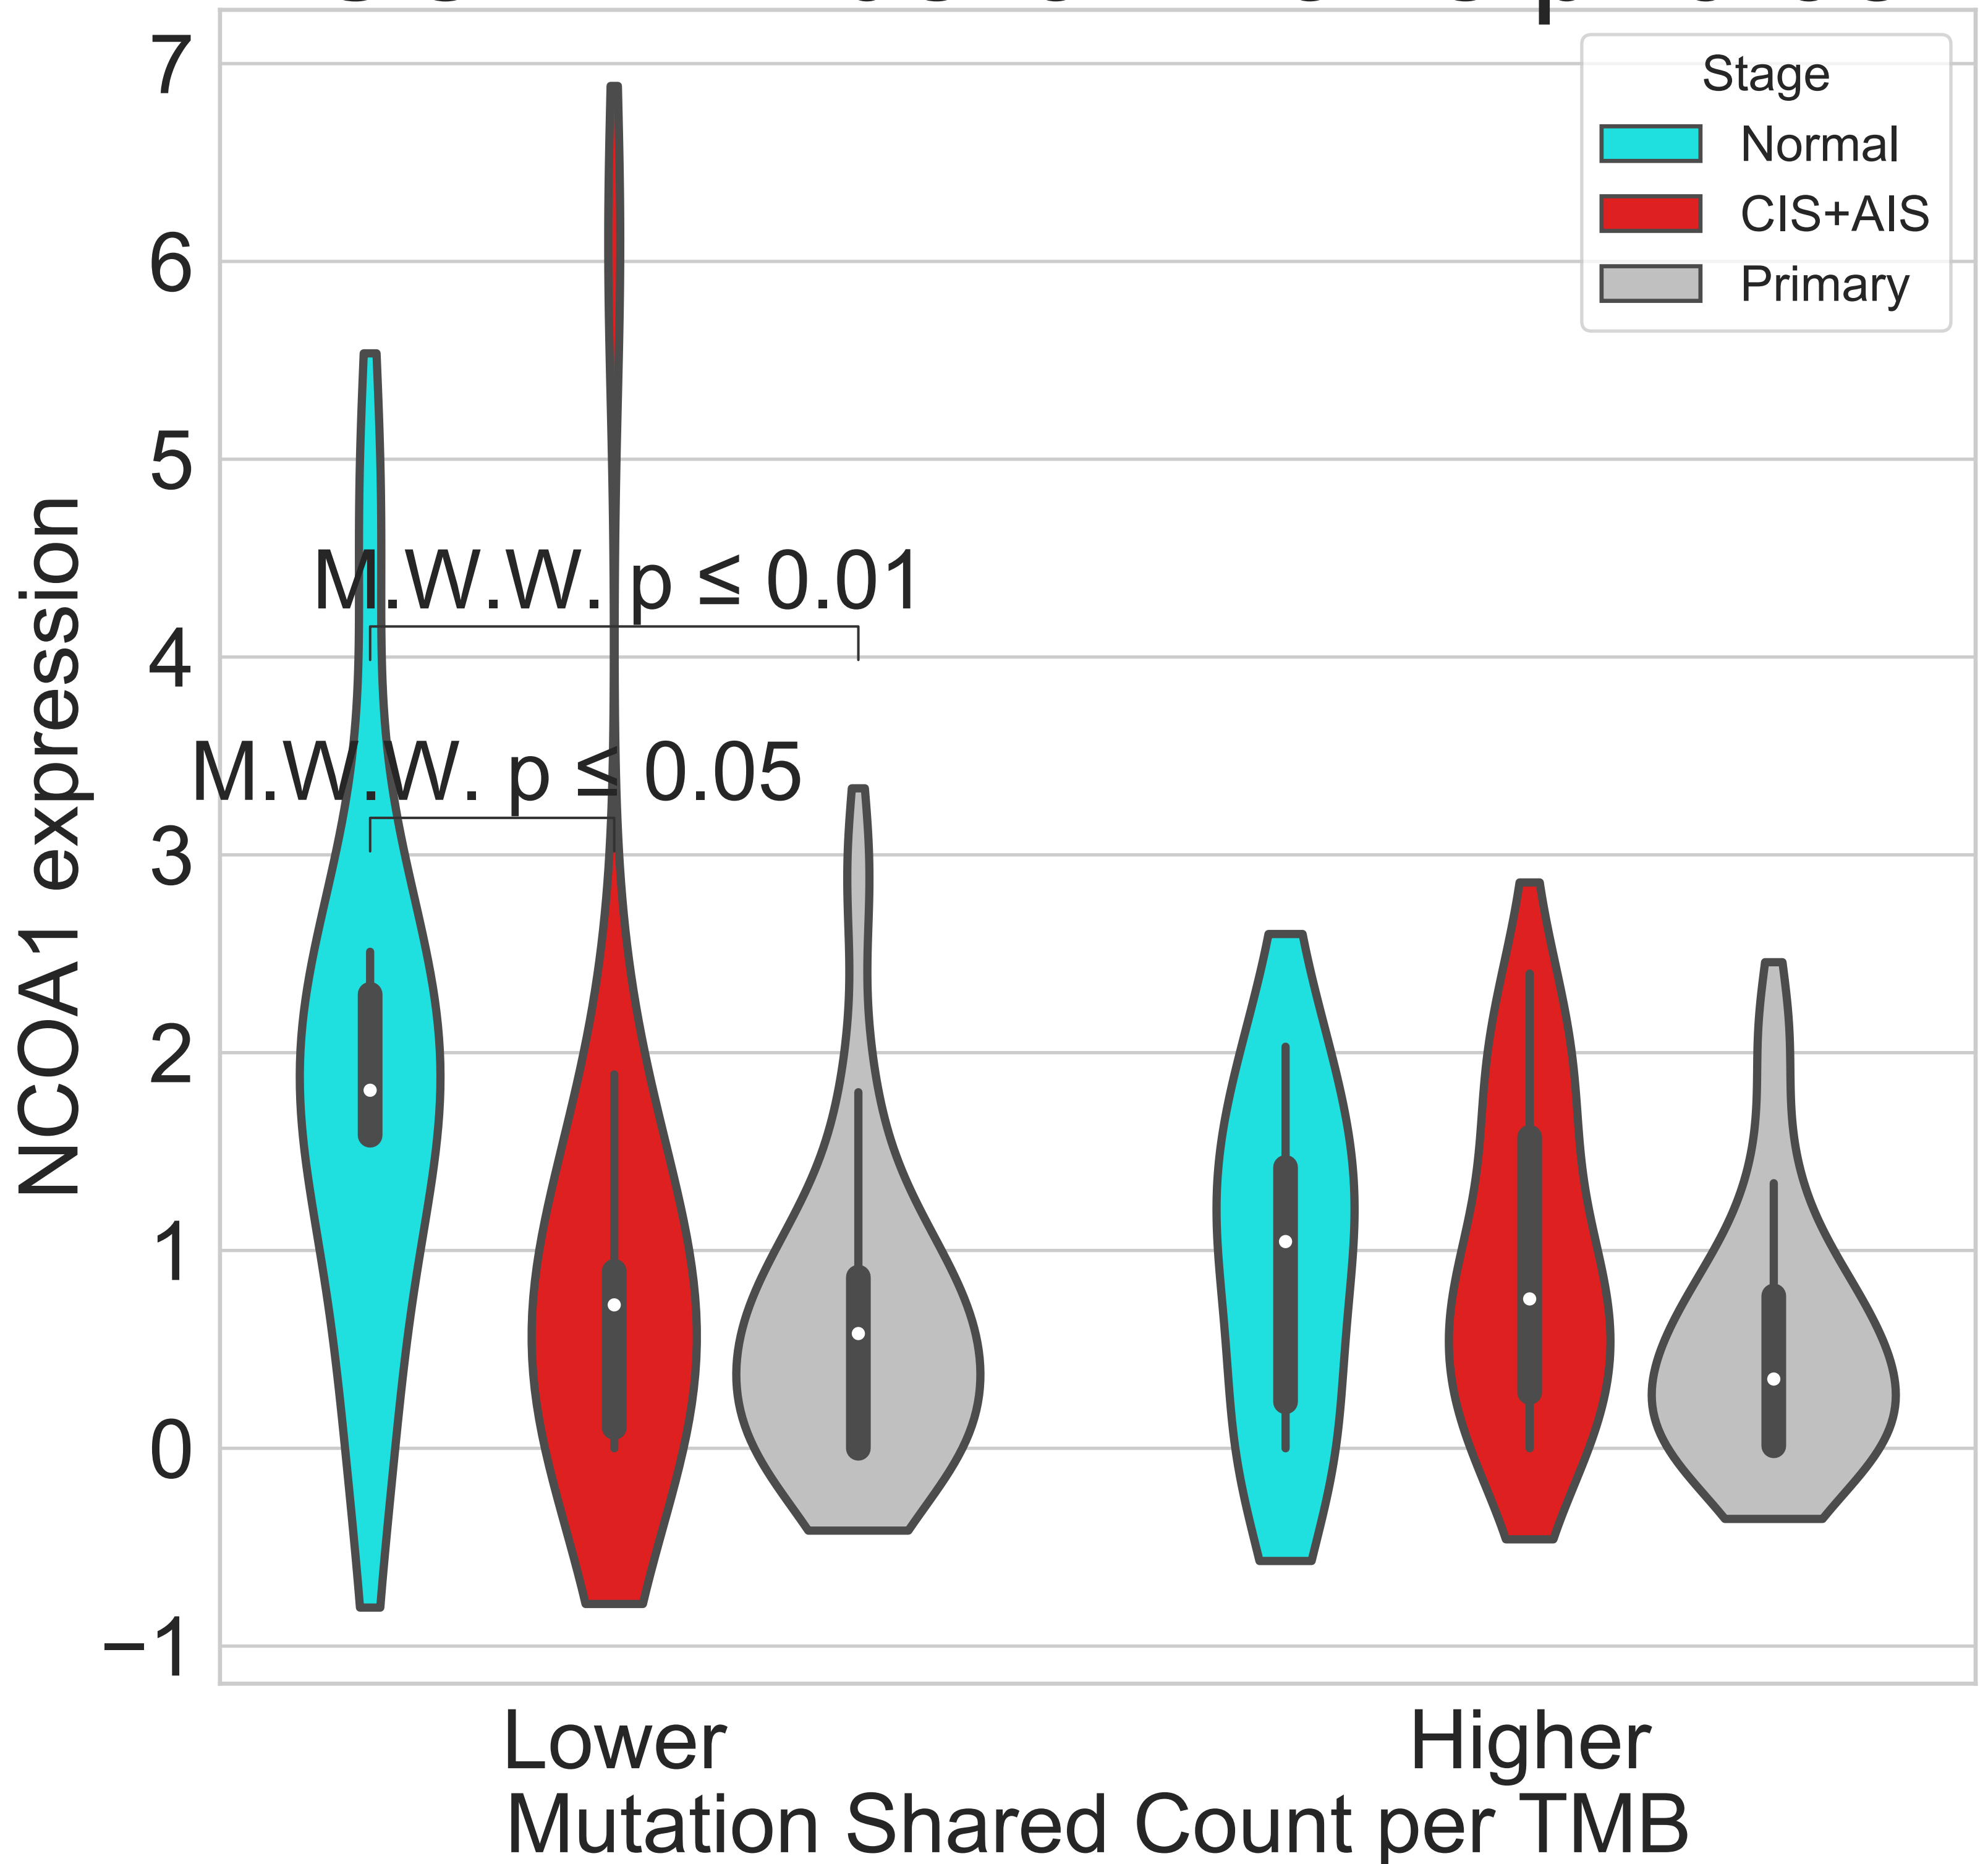 7
6
5
4
3
2
1
0
−1
NCOA1 expression
Stage
Normal
CIS+AIS
Primary
M.W.W. p ≤ 0.01
M.W.W. p ≤ 0.05
Lower
Higher
Mutation Shared Count per TMB